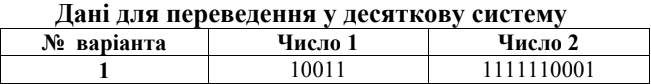 Дані для переведення у десяткову систему
№ варіанта Число 1 Число 2
1 10011 1111110001